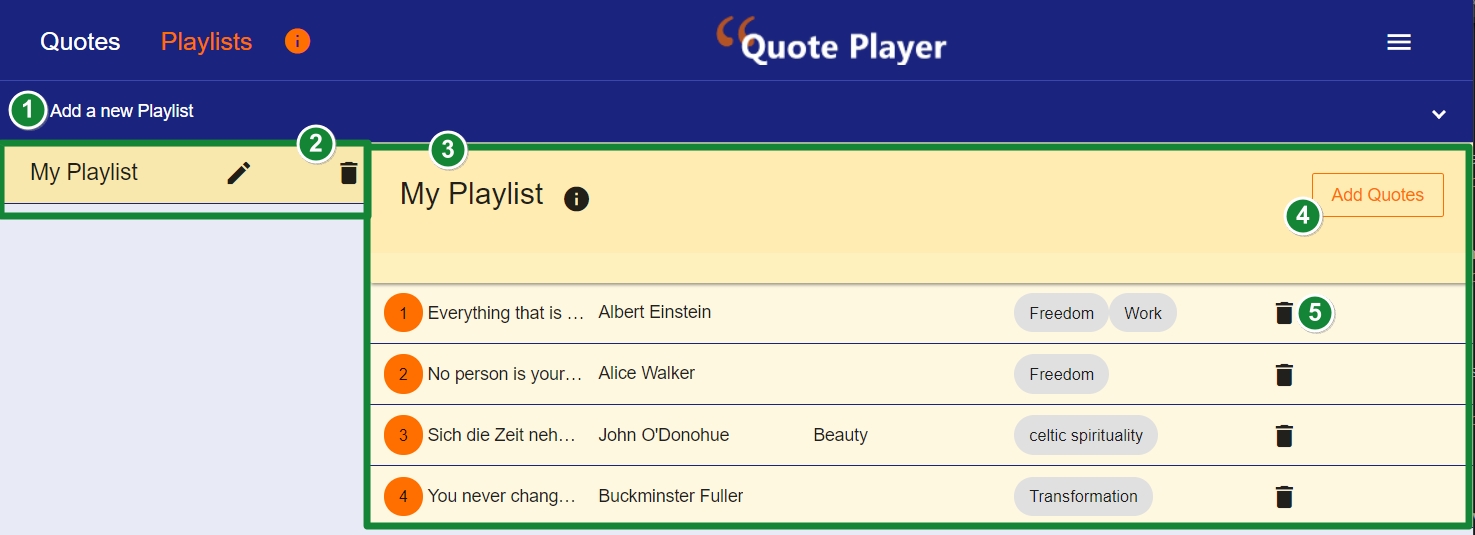 Quotes Playlists i Quote Player
1 Add a new Playlist
2
My Playlist
3
My Playlist i
Add Quotes
4
1 Everything that is ... Albert Einstein Freedom Work 5
2 No person is your... Alice Walker Freedom
3 Sich die Zeit neh... John O'Donohue Beauty celtic spirituality
4 You never chang... Buckminster Fuller Transformation